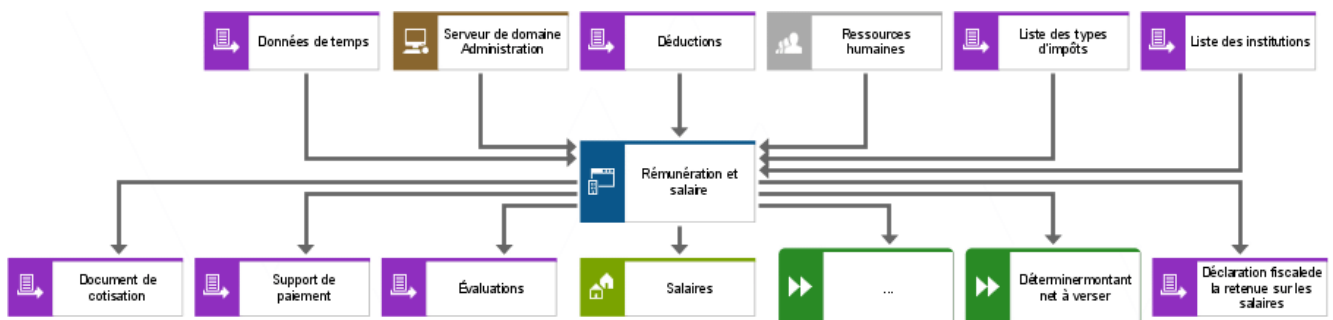 Données de temps
Serveur de domaine
Administration
Déductions
Ressources
humaines
Liste des types
d'impôts
Liste des institutions
Rémunération et
salaire
Document de
cotisation
Support de
paiement
Évaluations
Salaires
...
Déterminermontant
net à verser
Déclaration fiscalede
la retenue sur les
salaires